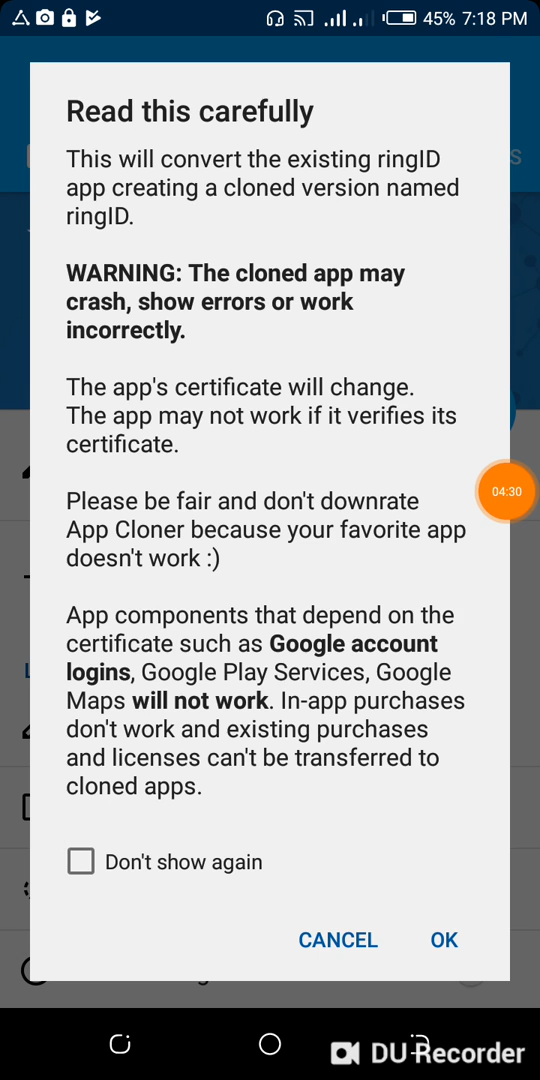 45% 7:18 PM
S
Read this carefully
This will convert the existing ringID
app creating a cloned version named
ringID.
WARNING: The cloned app may
crash, show errors or work
incorrectly.
The app's certificate will change.
The app may not work if it verifies its
certificate.
04:30
Please be fair and don't downrate
App Cloner because your favorite app
doesn't work :)
App components that depend on the
certificate such as Google account
logins, Google Play Services, Google
Maps will not work. In-app purchases
don't work and existing purchases
and licenses can't be transferred to
cloned apps.
Don't show again
CANCEL OK
DU Recorder